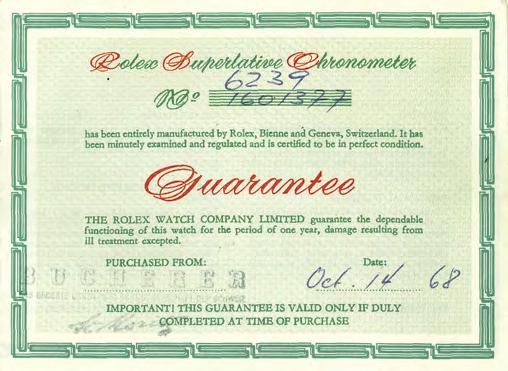 Rolex Superlative Chronometer
6239
No 1601377
has been entirely manufactured by Rolex, Bienne and Geneva, Switzerland. It has
been minutely examined and regulated and is certified to be in perfect condition.
Guarantee
THE ROLEX WATCH COMPANY LIMITED guarantee the dependable
functioning of this watch for the period of one year, damage resulting from
ill treatment excepted.
PURCHASED FROM: Date:
BUCHERER Oct. 14 68
IMPORTANT! THIS GUARANTEE IS VALID ONLY IF DULY
COMPLETED AT TIME OF PURCHASE